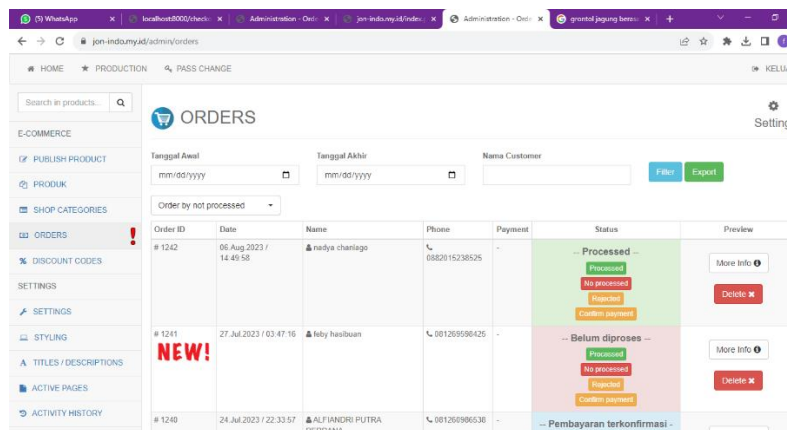 (5) WhatsApp
localhost:8000/checko
Administration - Orde
jon-indo.my.id/index.
Administration - Orde
grontol jagung beras
jon-indo.my.id/admin/orders
HOME
PRODUCTION
PASS CHANGE
KELUA
Search in products..
ORDERS
Setting
E-COMMERCE
PUBLISH PRODUCT
PRODUK
SHOP CATEGORIES
ORDERS
DISCOUNT CODES
SETTINGS
SETTINGS
STYLING
TITLES / DESCRIPTIONS
ACTIVE PAGES
ACTIVITY HISTORY
Tanggal Awal Tanggal Akhir Nama Customer
mm/dd/yyyy mm/dd/yyyy Filler Export
Order by not processed
Order ID Date Name Phone Payment Status Preview
# 1242 06.Aug.2023 / 14:49:58 nadya chaniago 0882015238525 - -- Processed --
Processed
No processed
Rejected
Confirm payment
More Info
Delete
# 1241 27.Jul.2023 / 03:47:16 feby hasibuan 081269598425 - -- Belum diproses --
NEW!
Processed
No processed
Rejected
Confirm payment
More Info
Delete
# 1240 24.Jul.2023 / 22:33:57 ALFIANDRI PUTRA 081260986538 - -- Pembayaran terkonfirmasi -